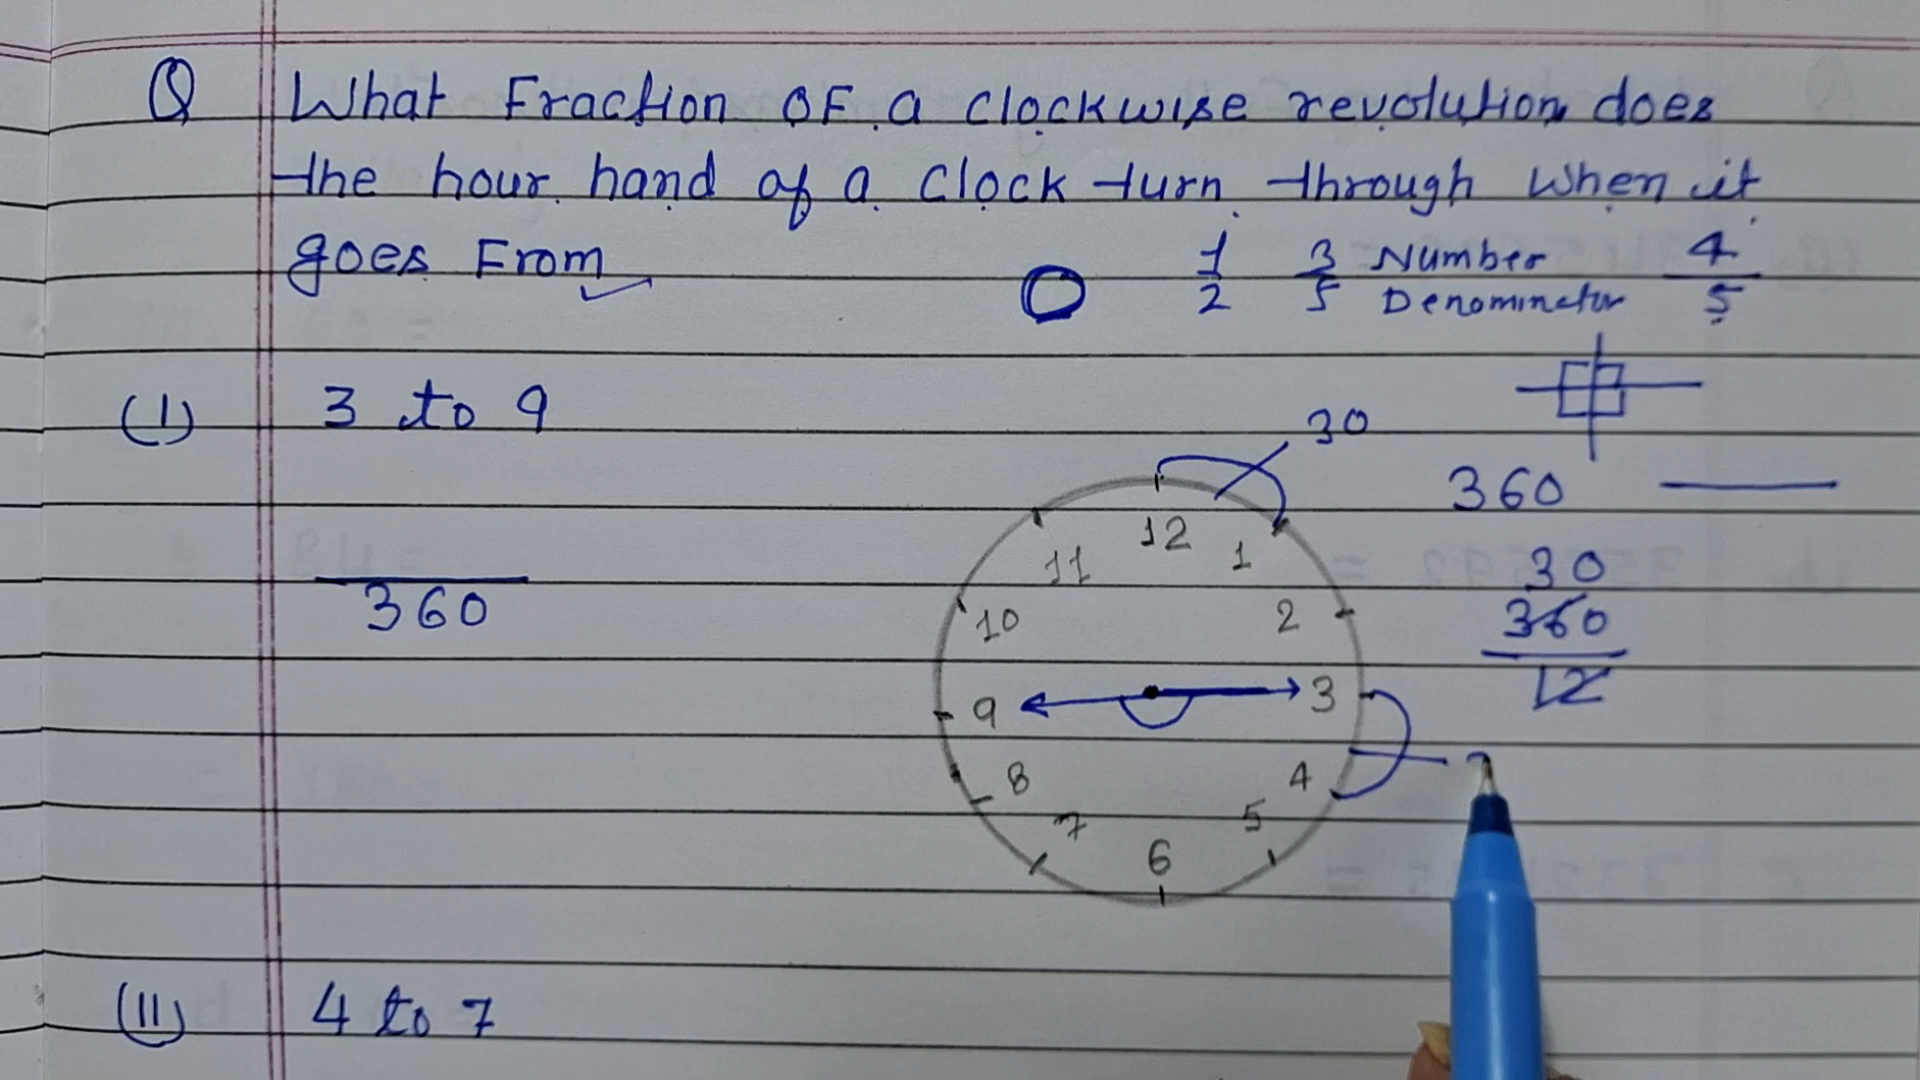 Q What Fraction OF a clockwise revolution does
the hour hand of a clock turn through when it
goes From
1/2 3/5 Number 4/5
Denominator
(I) 3 to 9
30
360
360
30
360
12
12
11 1
10 2
9 3
8 4
7 5
6
(II) 4 to 7